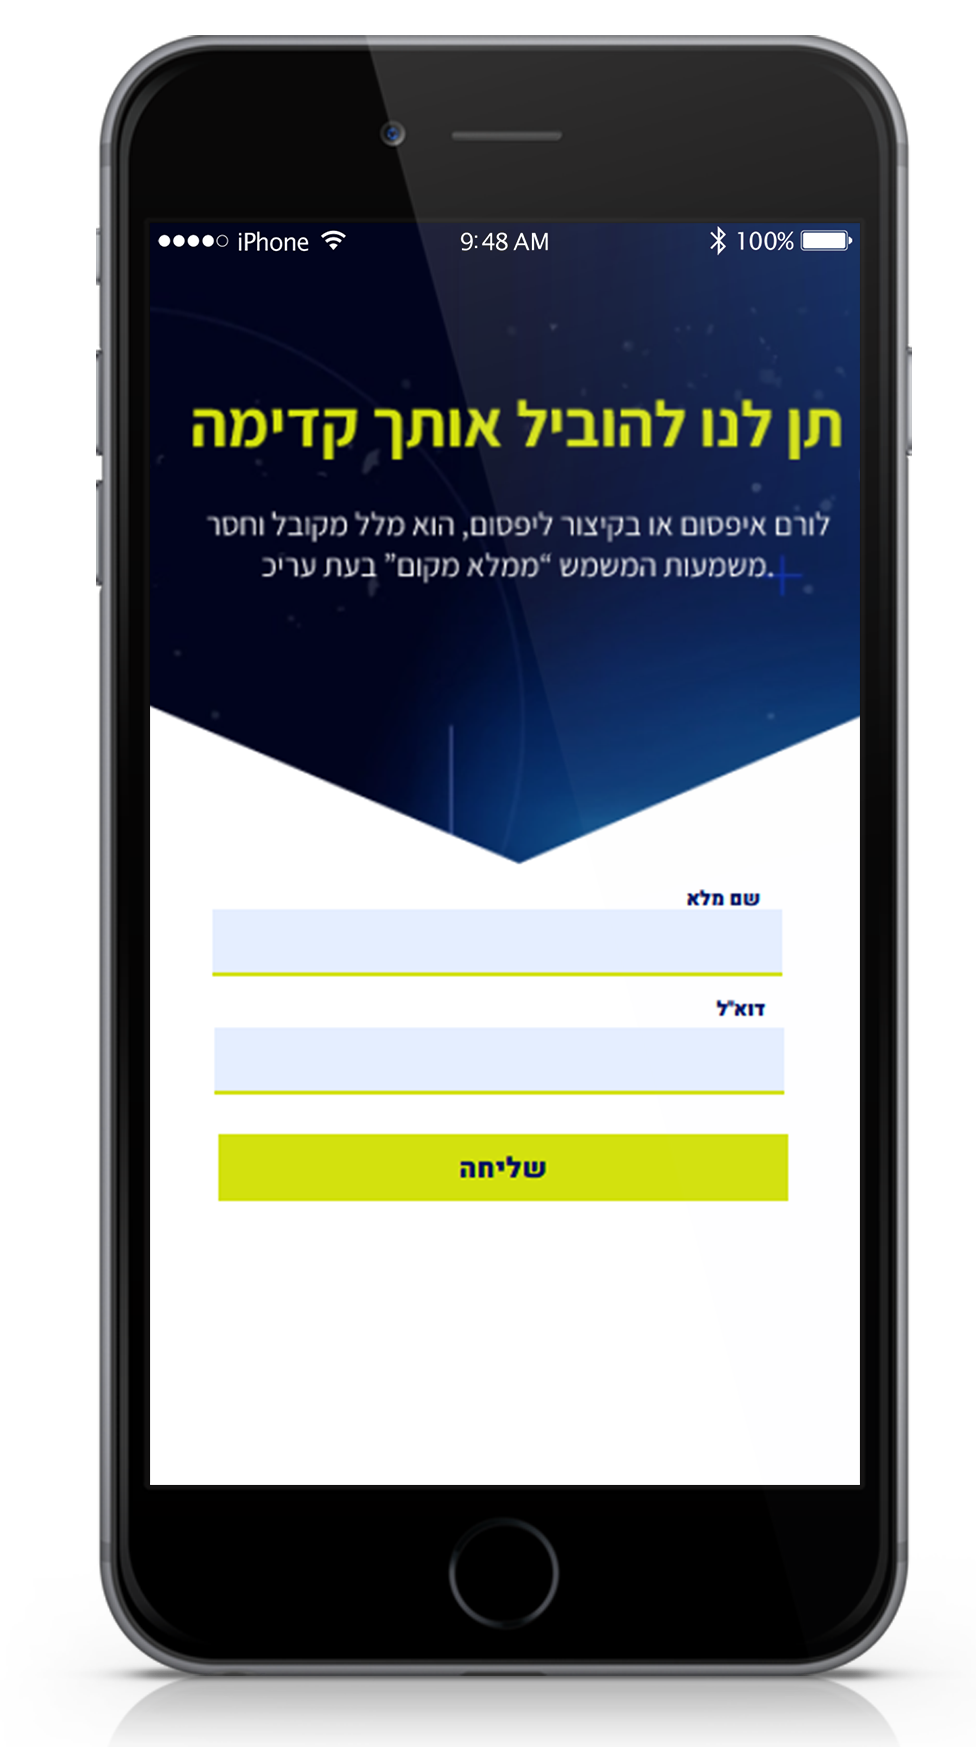 iPhone 9:48 AM 100%
תן לנו להוביל אותך קדימה
לורם איפסום או בקיצור ליפסום, הוא מלל מקובל וחסר
משמעות המשמש “ממלא מקום” בעת עריכ.
שם מלא
דוא"ל
שליחה